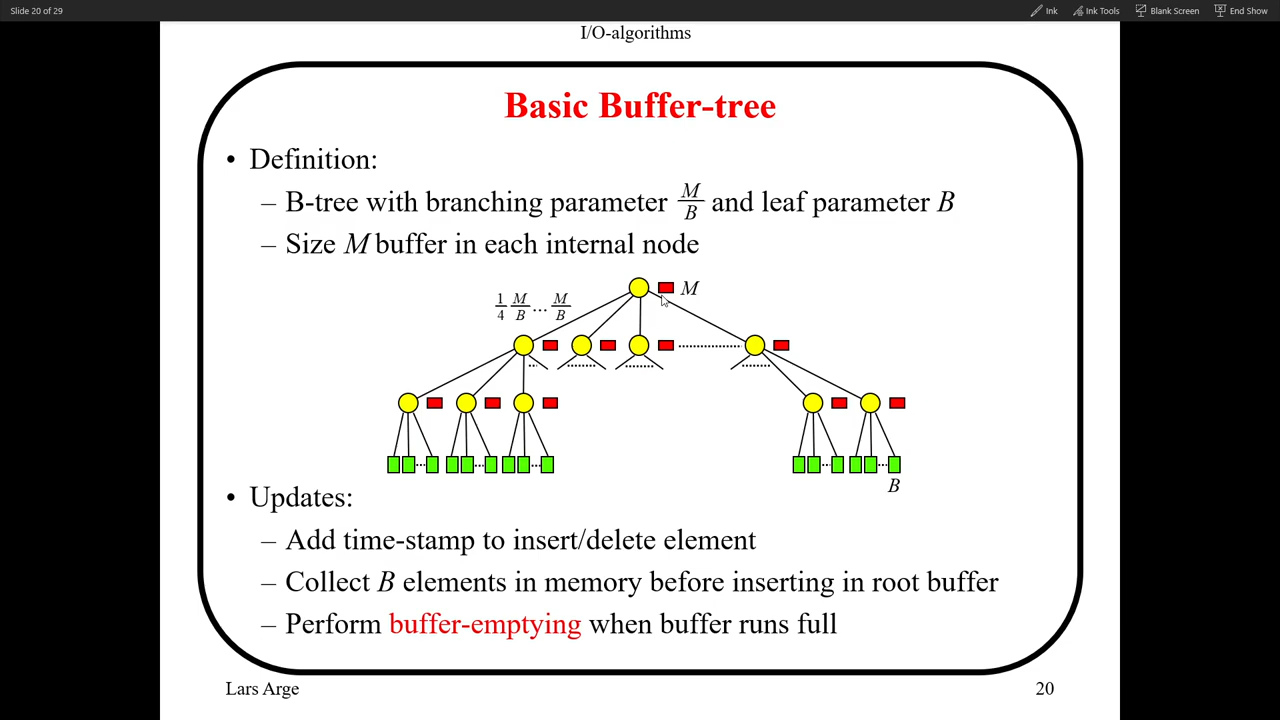 Slide 20 of 29
Ink
Ink Tools
Blank Screen
End Show
I/O-algorithms
Basic Buffer-tree
• Definition:
– B-tree with branching parameter M/B and leaf parameter B
– Size M buffer in each internal node
M
1/4 M/B ... M/B
B
• Updates:
– Add time-stamp to insert/delete element
– Collect B elements in memory before inserting in root buffer
– Perform buffer-emptying when buffer runs full
Lars Arge
20